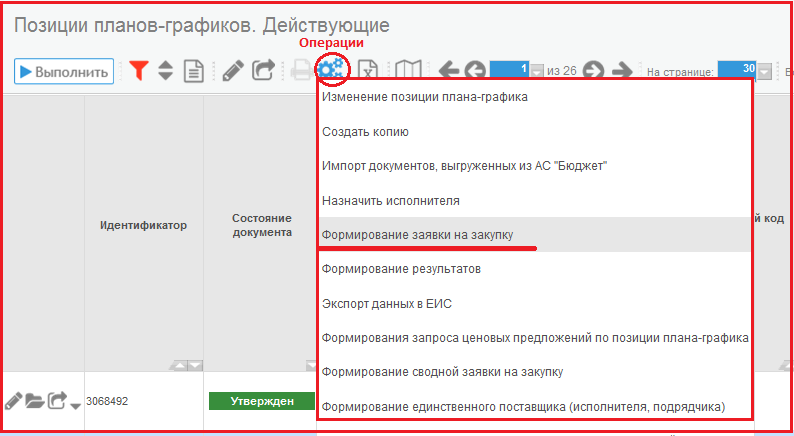 Позиции планов-графиков. Действующие
Операции
Выполнить
1 из 26
На странице: 30
Изменение позиции плана-графика
Создать копию
Импорт документов, выгруженных из АС "Бюджет"
Назначить исполнителя
Идентификатор
Состояние документа
й код
Формирование заявки на закупку
Формирование результатов
Экспорт данных в ЕИС
Формирования запроса ценовых предложений по позиции плана-графика
Формирование сводной заявки на закупку
3068492
Утвержден
Формирование единственного поставщика (исполнителя, подрядчика)